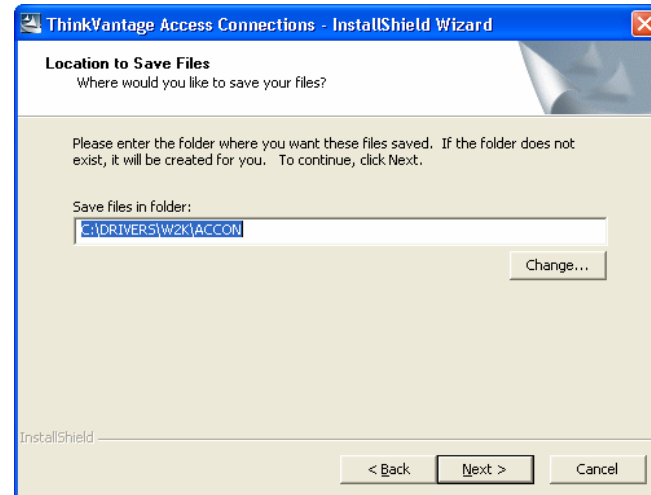 ThinkVantage Access Connections - InstallShield Wizard
Location to Save Files
Where would you like to save your files?
Please enter the folder where you want these files saved.  If the folder does not
exist, it will be created for you.   To continue, click Next.
Save files in folder:
C:\DRIVERS\W2K\ACCON
Change...
InstallShield
< Back
Next >
Cancel